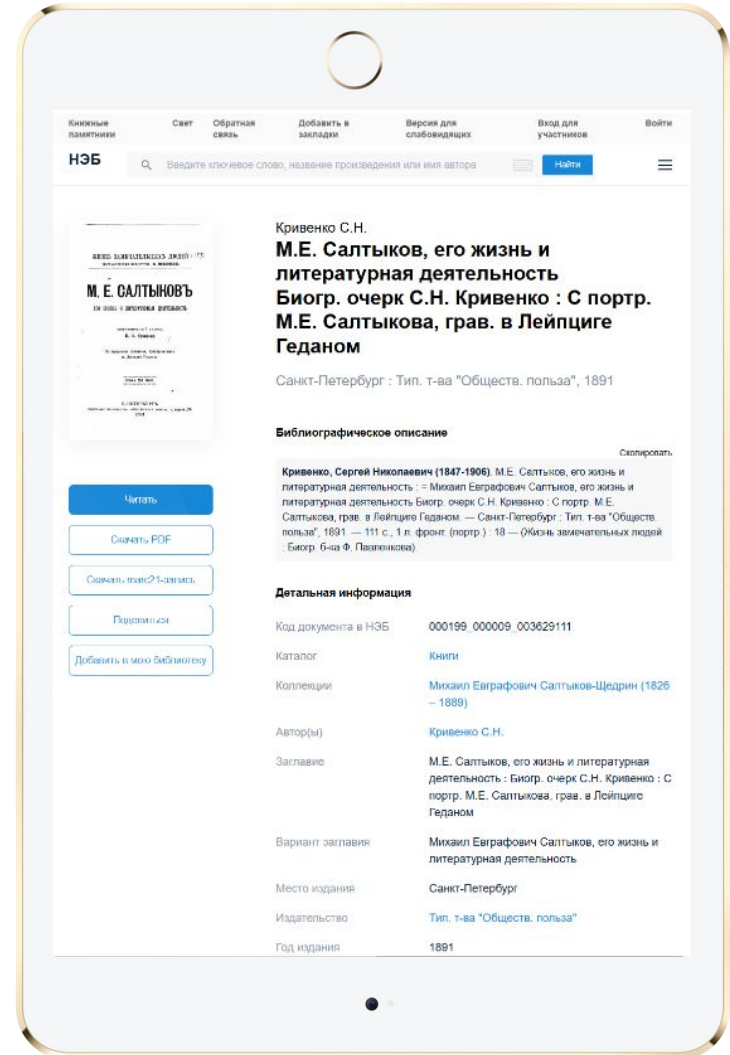 Книжные памятники
Свет
Обратная связь
Добавить в закладки
Версия для слабовидящих
Вход для участников
Войти
НЭБ
Введите ключевое слово, название произведения или имя автора
Найти
М. Е. САЛТЫКОВЪ
Читать
Скачать PDF
Скачать marc21-запись
Поделиться
Добавить в мою библиотеку
Кривенко С.Н.
М.Е. Салтыков, его жизнь и
литературная деятельность
Биогр. очерк С.Н. Кривенко : С портр.
М.Е. Салтыкова, грав. в Лейпциге
Геданом
Санкт-Петербург : Тип. т-ва "Обществ. польза", 1891
Библиографическое описание
Скопировать
Кривенко, Сергей Николаевич (1847-1906). М.Е. Салтыков, его жизнь и
литературная деятельность : = Михаил Евграфович Салтыков, его жизнь и
литературная деятельность Биогр. очерк С.Н. Кривенко : С портр. М.Е.
Салтыкова, грав. в Лейпциге Геданом. — Санкт-Петербург : Тип. т-ва "Обществ.
польза", 1891. — 111 с., 1 л. фронт. (портр.) : 18 — (Жизнь замечательных людей
: Биогр. б-ка Ф. Павленкова).
Детальная информация
Код документа в НЭБ 000199_000009_003629111
Каталог Книги
Коллекции Михаил Евграфович Салтыков-Щедрин (1826
– 1889)
Автор(ы) Кривенко С.Н.
Заглавие М.Е. Салтыков, его жизнь и литературная
деятельность : Биогр. очерк С.Н. Кривенко : С
портр. М.Е. Салтыкова, грав. в Лейпциге
Геданом
Вариант заглавия Михаил Евграфович Салтыков, его жизнь и
литературная деятельность
Место издания Санкт-Петербург
Издательство Тип. т-ва "Обществ. польза"
Год издания 1891